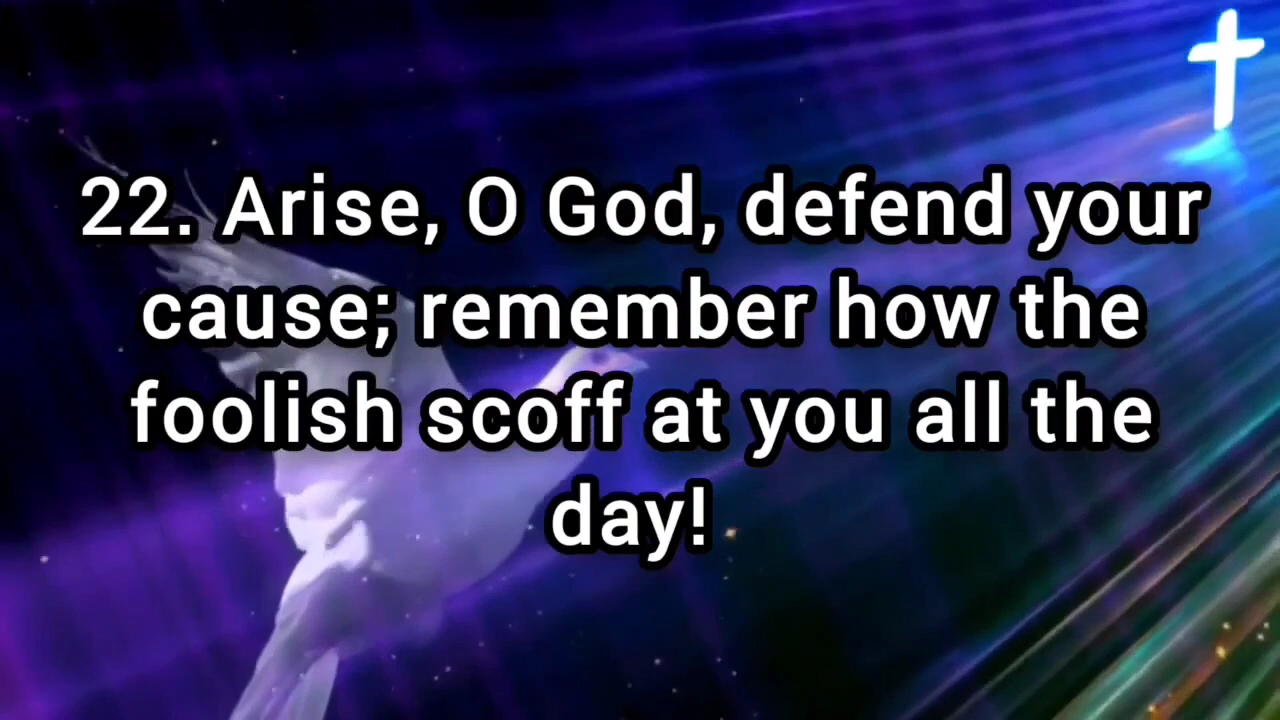 22. Arise, O God, defend your
cause; remember how the
foolish scoff at you all the
day!